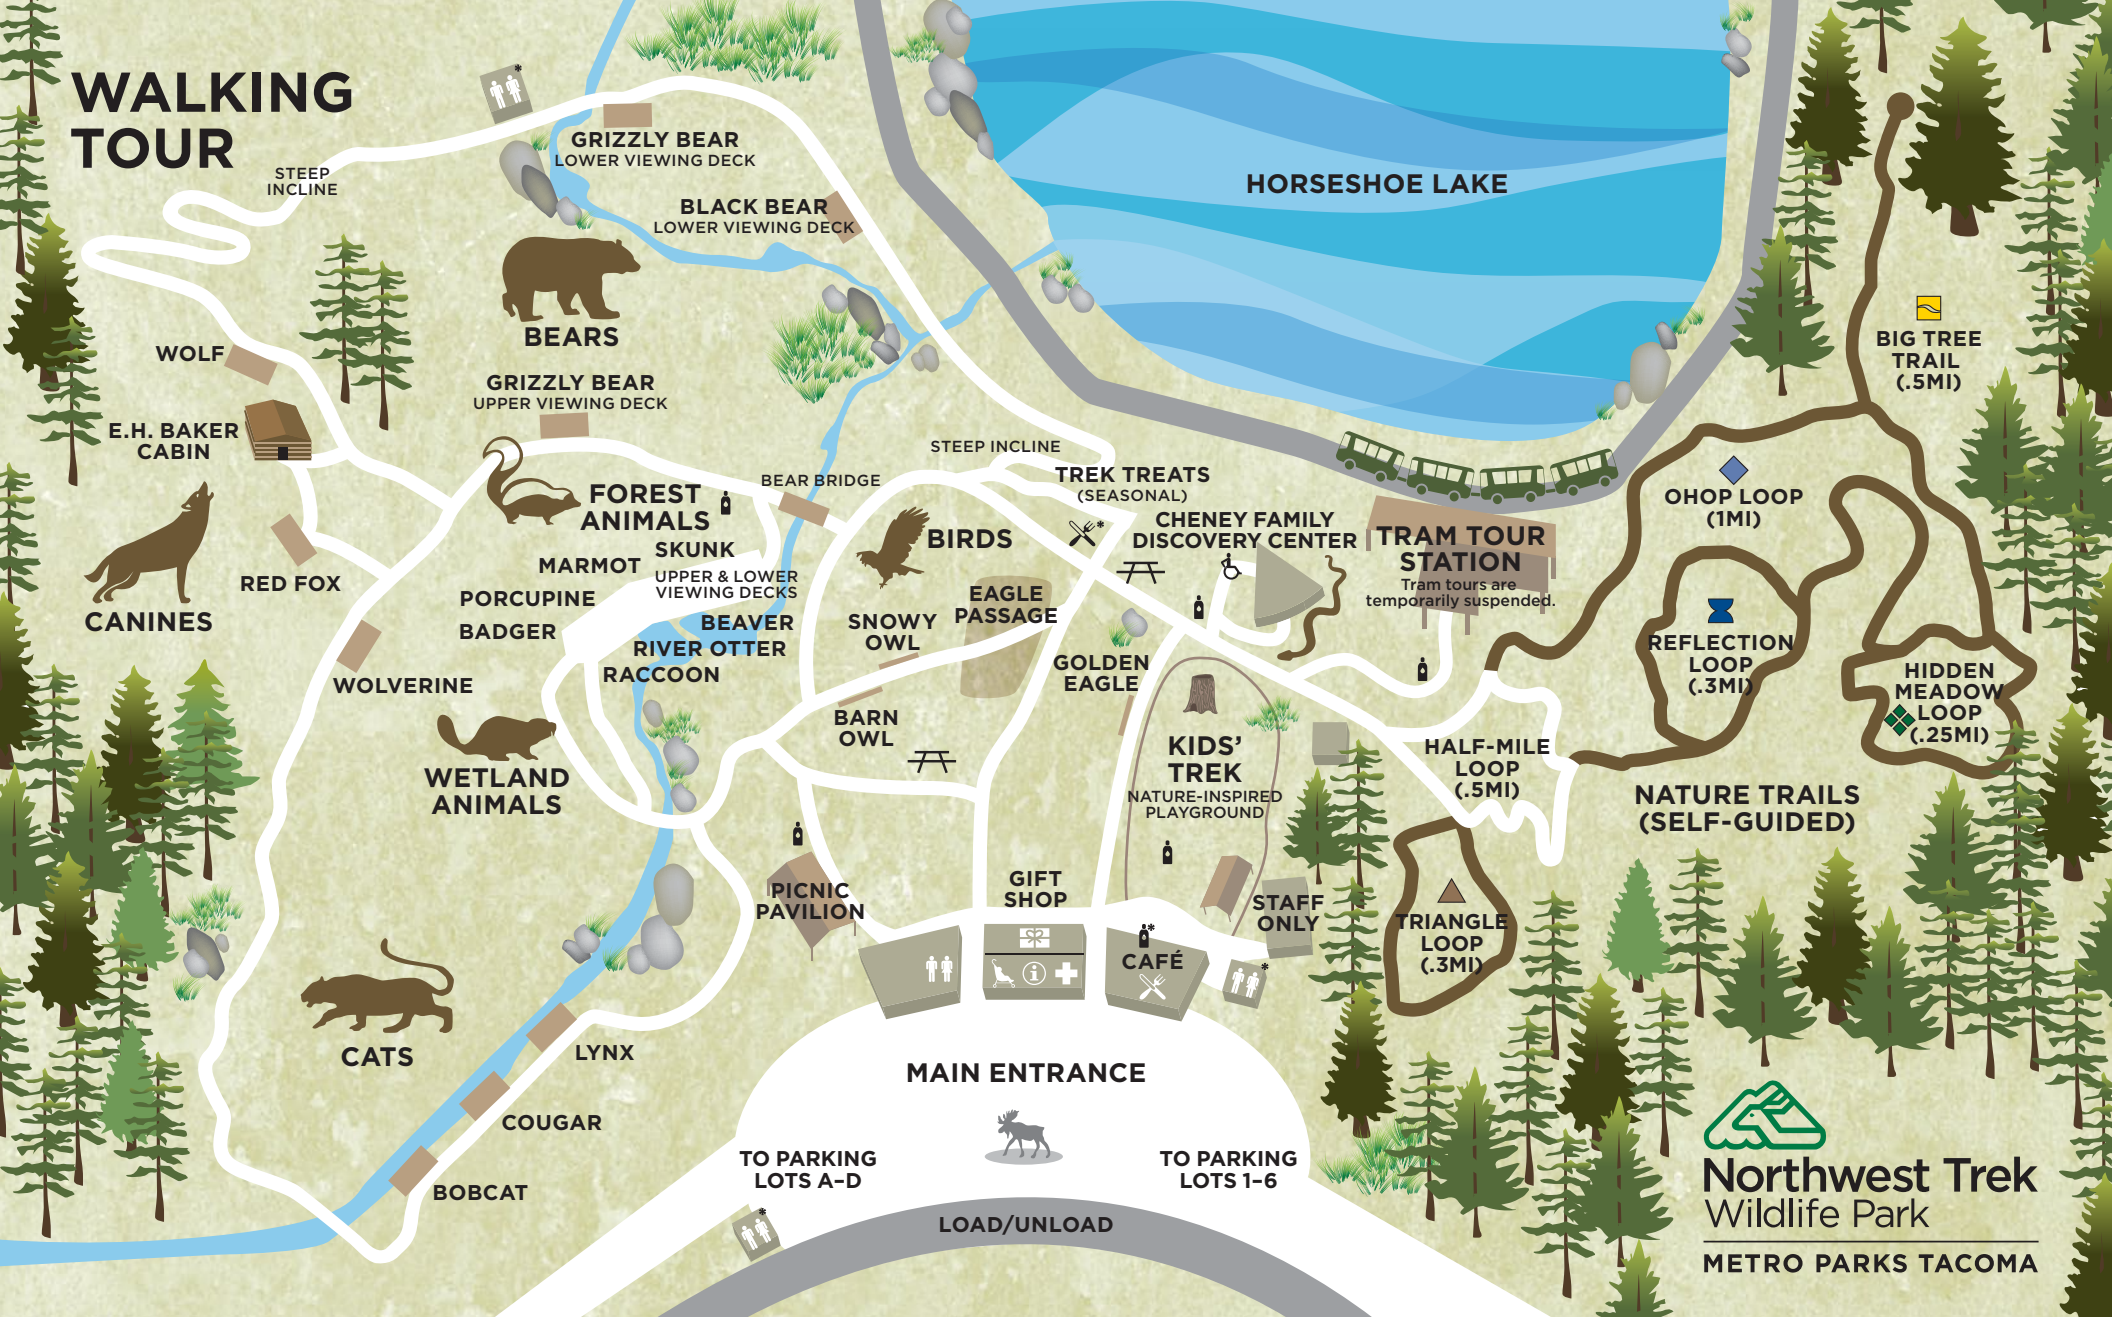 WALKING
TOUR
STEEP
INCLINE
GRIZZLY BEAR
LOWER VIEWING DECK
BLACK BEAR
LOWER VIEWING DECK
BEARS
HORSESHOE LAKE
WOLF
GRIZZLY BEAR
UPPER VIEWING DECK
E.H. BAKER
CABIN
BIG TREE
TRAIL
(.5MI)
STEEP INCLINE
BEAR BRIDGE
TREK TREATS
(SEASONAL)
*
FOREST
ANIMALS
SKUNK
MARMOT
UPPER & LOWER
VIEWING DECKS
PORCUPINE
BADGER
BEAVER
RIVER OTTER
RACCOON
BIRDS
CHENEY FAMILY
DISCOVERY CENTER
TRAM TOUR
STATION
Tram tours are
temporarily suspended.
OHOP LOOP
(1MI)
RED FOX
CANINES
EAGLE
PASSAGE
SNOWY
OWL
REFLECTION
LOOP
(.3MI)
HIDDEN
MEADOW
LOOP
(.25MI)
WOLVERINE
GOLDEN
EAGLE
BARN
OWL
WETLAND
ANIMALS
KIDS’
TREK
NATURE-INSPIRED
PLAYGROUND
HALF-MILE
LOOP
(.5MI)
NATURE TRAILS
(SELF-GUIDED)
PICNIC
PAVILION
GIFT
SHOP
STAFF
ONLY
TRIANGLE
LOOP
(.3MI)
*
CAFÉ
*
CATS
LYNX
COUGAR
BOBCAT
MAIN ENTRANCE
TO PARKING
LOTS A–D
TO PARKING
LOTS 1–6
*
LOAD/UNLOAD
Northwest Trek
Wildlife Park
METRO PARKS TACOMA